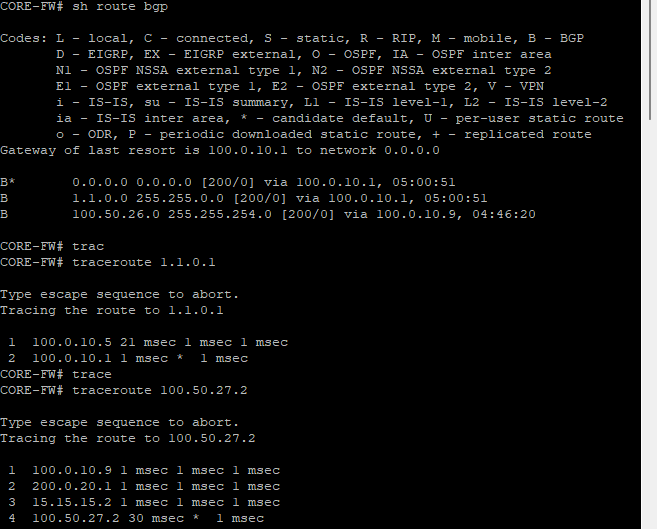 CORE-FW# sh route bgp
Codes: L - local, C - connected, S - static, R - RIP, M - mobile, B - BGP
D - EIGRP, EX - EIGRP external, O - OSPF, IA - OSPF inter area
N1 - OSPF NSSA external type 1, N2 - OSPF NSSA external type 2
E1 - OSPF external type 1, E2 - OSPF external type 2, V - VPN
i - IS-IS, su - IS-IS summary, L1 - IS-IS level-1, L2 - IS-IS level-2
ia - IS-IS inter area, * - candidate default, U - per-user static route
o - ODR, P - periodic downloaded static route, + - replicated route
Gateway of last resort is 100.0.10.1 to network 0.0.0.0
B* 0.0.0.0 0.0.0.0 [200/0] via 100.0.10.1, 05:00:51
B 1.1.0.0 255.255.0.0 [200/0] via 100.0.10.1, 05:00:51
B 100.50.26.0 255.255.254.0 [200/0] via 100.0.10.9, 04:46:20
CORE-FW# trac
CORE-FW# traceroute 1.1.0.1
Type escape sequence to abort.
Tracing the route to 1.1.0.1
1 100.0.10.5 21 msec 1 msec 1 msec
2 100.0.10.1 1 msec * 1 msec
CORE-FW# trace
CORE-FW# traceroute 100.50.27.2
Type escape sequence to abort.
Tracing the route to 100.50.27.2
1 100.0.10.9 1 msec 1 msec 1 msec
2 200.0.20.1 1 msec 1 msec 1 msec
3 15.15.15.2 1 msec 1 msec 1 msec
4 100.50.27.2 30 msec * 1 msec